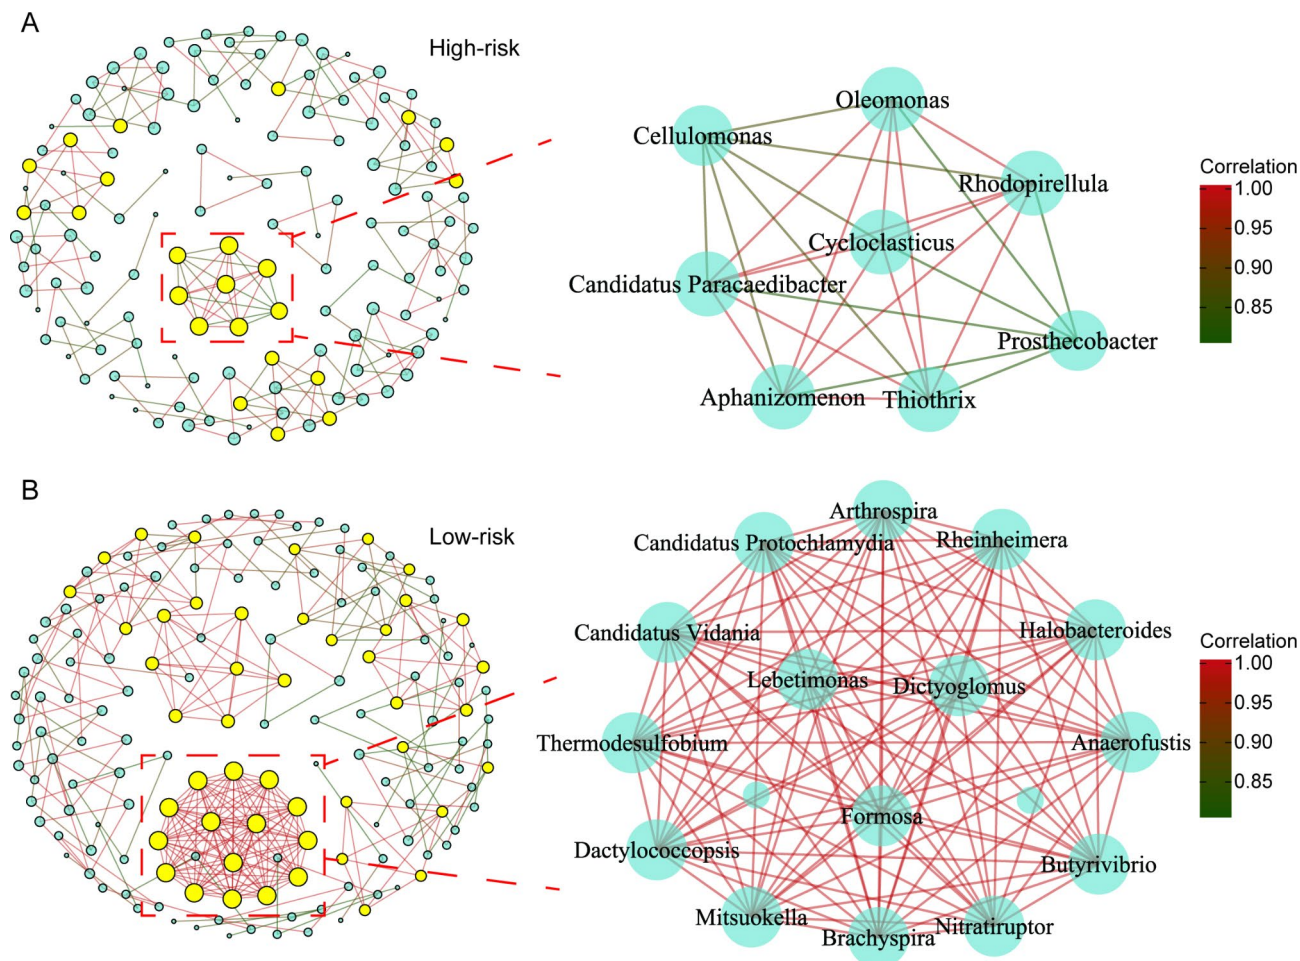 A
High-risk
Oleomonas
Cellulomonas
Rhodopirellula
Cycloclasticus
Candidatus Paracaedibacter
Prosthecobacter
Aphanizomenon
Thiothrix
Correlation
1.00
0.95
0.90
0.85
B
Low-risk
Arthrospira
Candidatus Protochlamydia
Rheinheimera
Candidatus Vidania
Halobacteroides
Lebetimonas
Dictyoglomus
Thermodesulfobium
Anaerofustis
Formosa
Dactylococcopsis
Butyrivibrio
Mitsuokella
Nitratiruptor
Brachyspira
Correlation
1.00
0.95
0.90
0.85